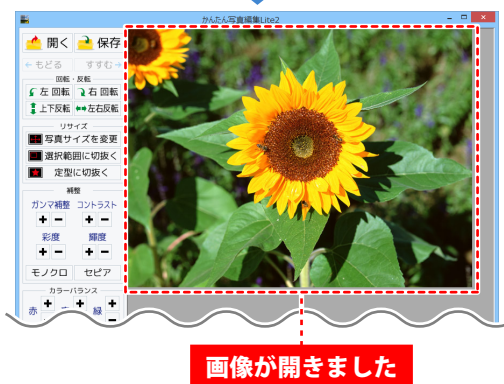 かんたん写真編集Lite2
開く 保存
←もどる すすむ→
回転・反転
左 回転 右 回転
上下反転 左右反転
リサイズ
写真サイズを変更
選択範囲に切抜く
定型に切抜く
補整
ガンマ補整 コントラスト
+ − + −
彩度 輝度
+ − + −
モノクロ セピア
カラーバランス
赤 + + 緑 +
画像が開きました